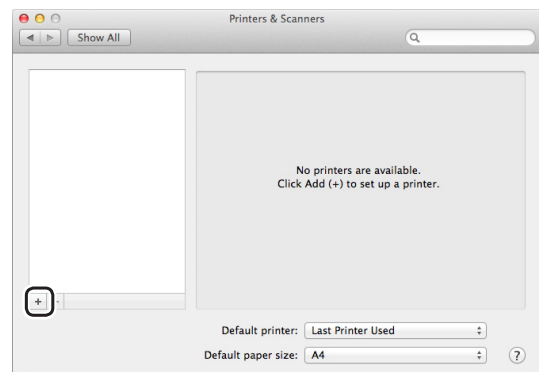 Printers & Scanners
Show All
No printers are available.
Click Add (+) to set up a printer.
+ -
Default printer: Last Printer Used
Default paper size: A4 ?